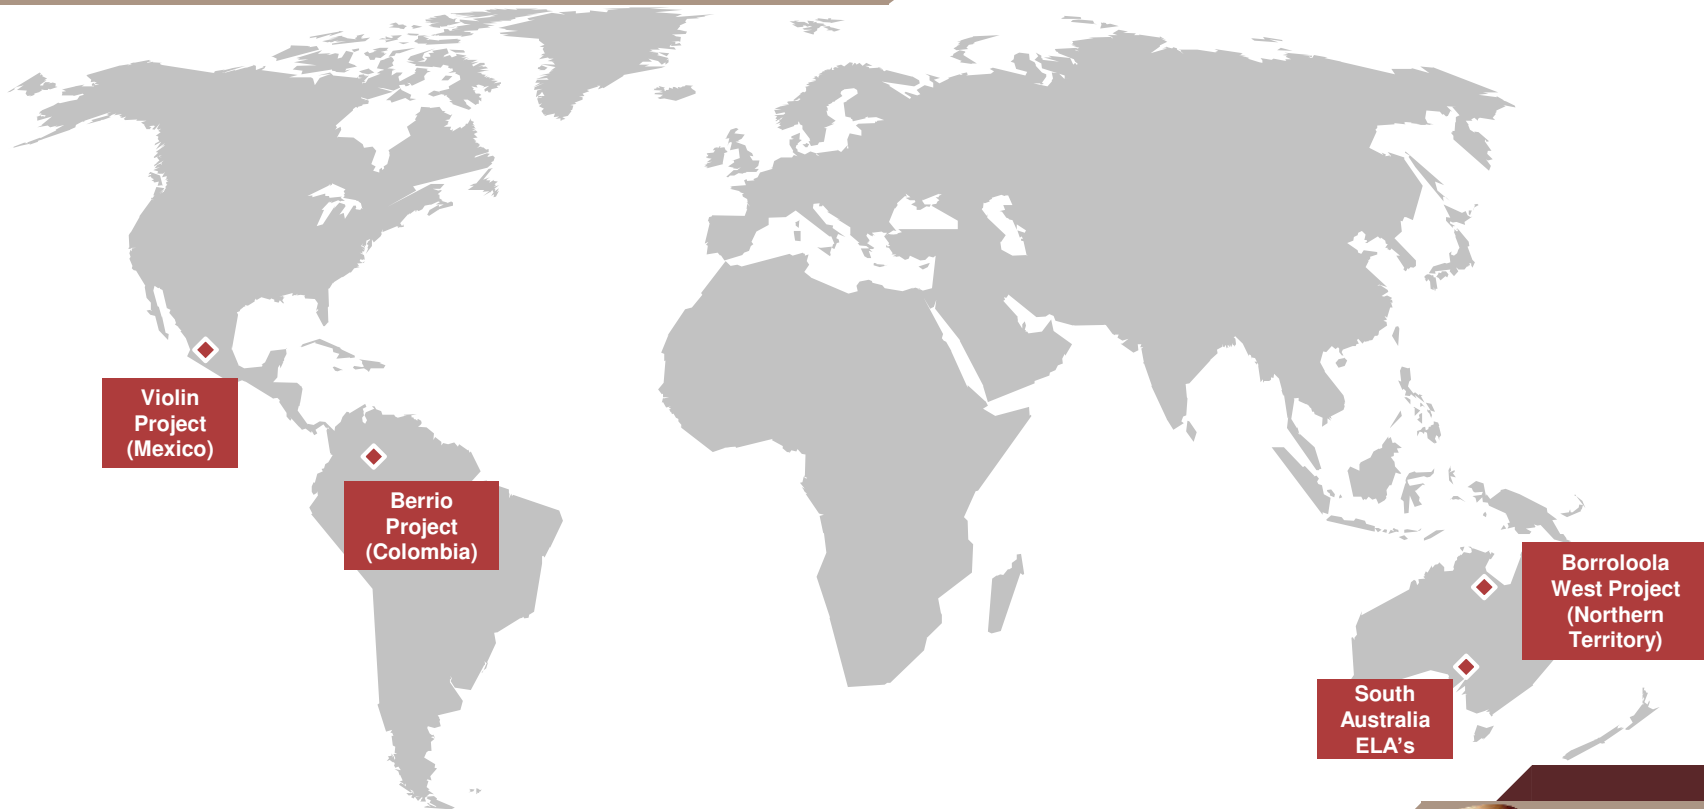 Violin
Project
(Mexico)
Berrio
Project
(Colombia)
Borroloola
West Project
(Northern
Territory)
South
Australia
ELA's